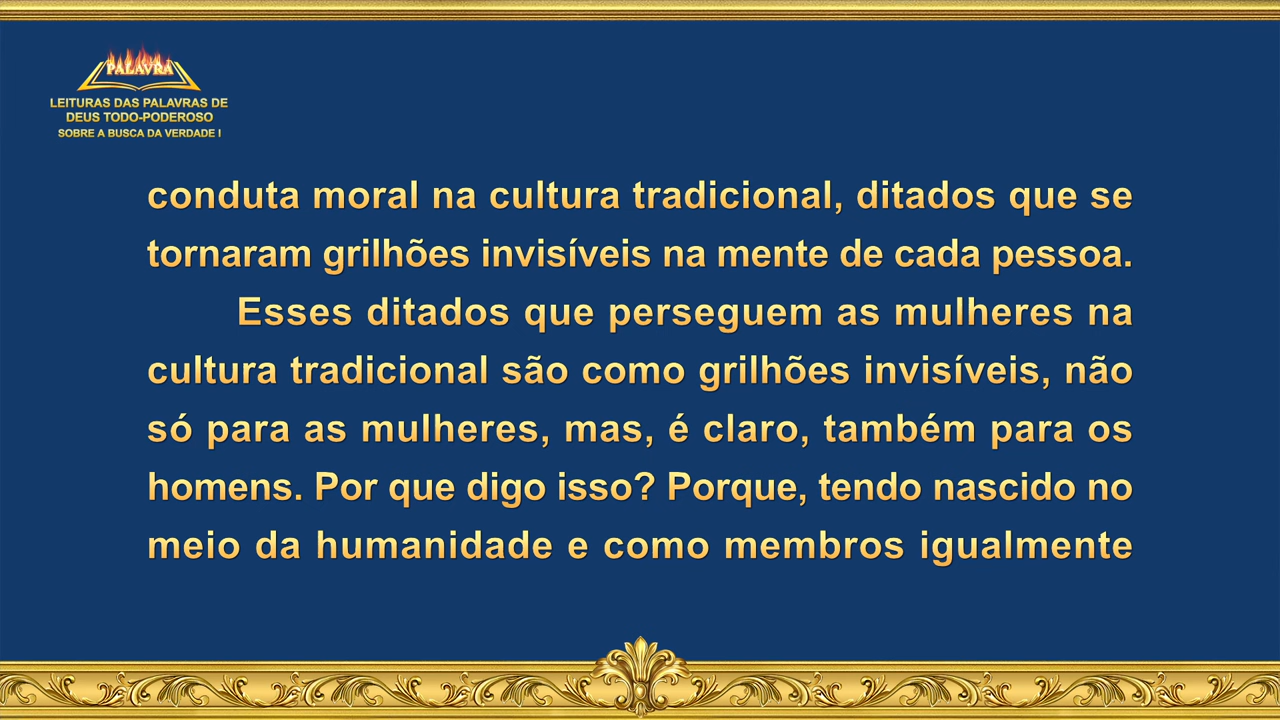 PALAVRA
LEITURAS DAS PALAVRAS DE
DEUS TODO-PODEROSO
SOBRE A BUSCA DA VERDADE I
conduta moral na cultura tradicional, ditados que se
tornaram grilhões invisíveis na mente de cada pessoa.
Esses ditados que perseguem as mulheres na
cultura tradicional são como grilhões invisíveis, não
só para as mulheres, mas, é claro, também para os
homens. Por que digo isso? Porque, tendo nascido no
meio da humanidade e como membros igualmente